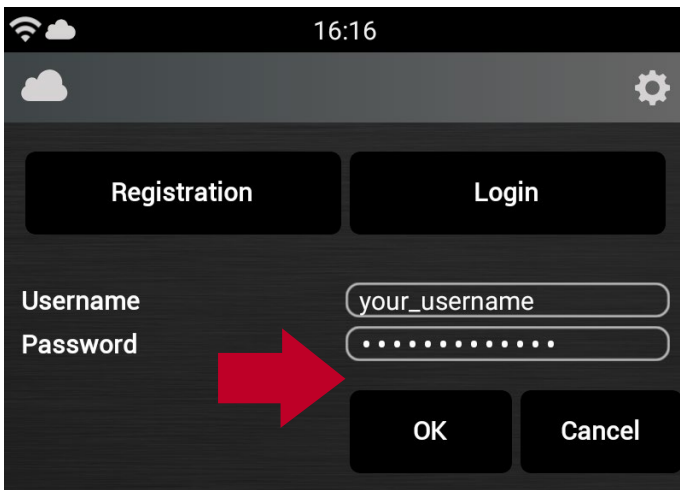 16:16
Registration Login
Username your_username
Password •••••••••••••
OK Cancel